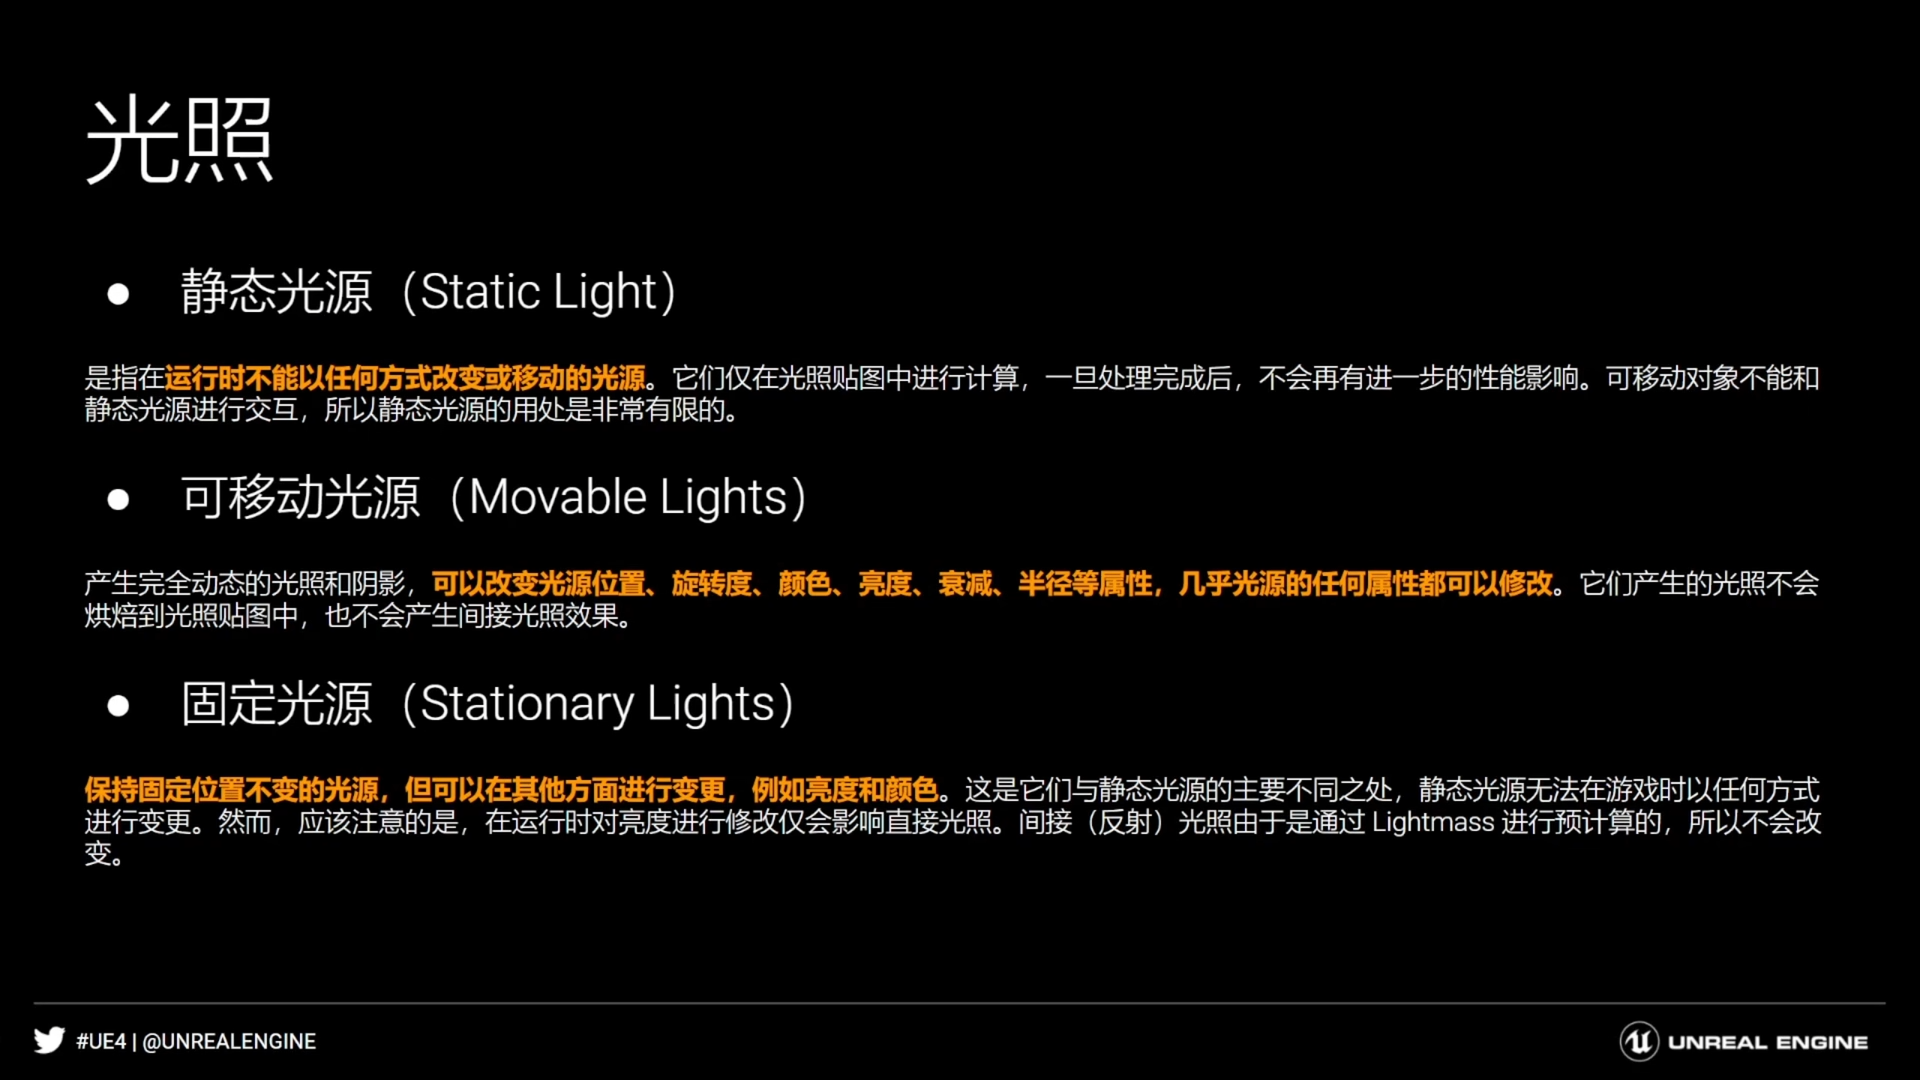 光照
● 静态光源（Static Light）
是指在运行时不能以任何方式改变或移动的光源。它们仅在光照贴图中进行计算，一旦处理完成后，不会再有进一步的性能影响。可移动对象不能和
静态光源进行交互，所以静态光源的用处是非常有限的。
● 可移动光源（Movable Lights）
产生完全动态的光照和阴影，可以改变光源位置、旋转度、颜色、亮度、衰减、半径等属性，几乎光源的任何属性都可以修改。它们产生的光照不会
烘焙到光照贴图中，也不会产生间接光照效果。
● 固定光源（Stationary Lights）
保持固定位置不变的光源，但可以在其他方面进行变更，例如亮度和颜色。这是它们与静态光源的主要不同之处，静态光源无法在游戏时以任何方式
进行变更。然而，应该注意的是，在运行时对亮度进行修改仅会影响直接光照。间接（反射）光照由于是通过 Lightmass 进行预计算的，所以不会改
变。
#UE4 | @UNREALENGINE
UNREAL ENGINE